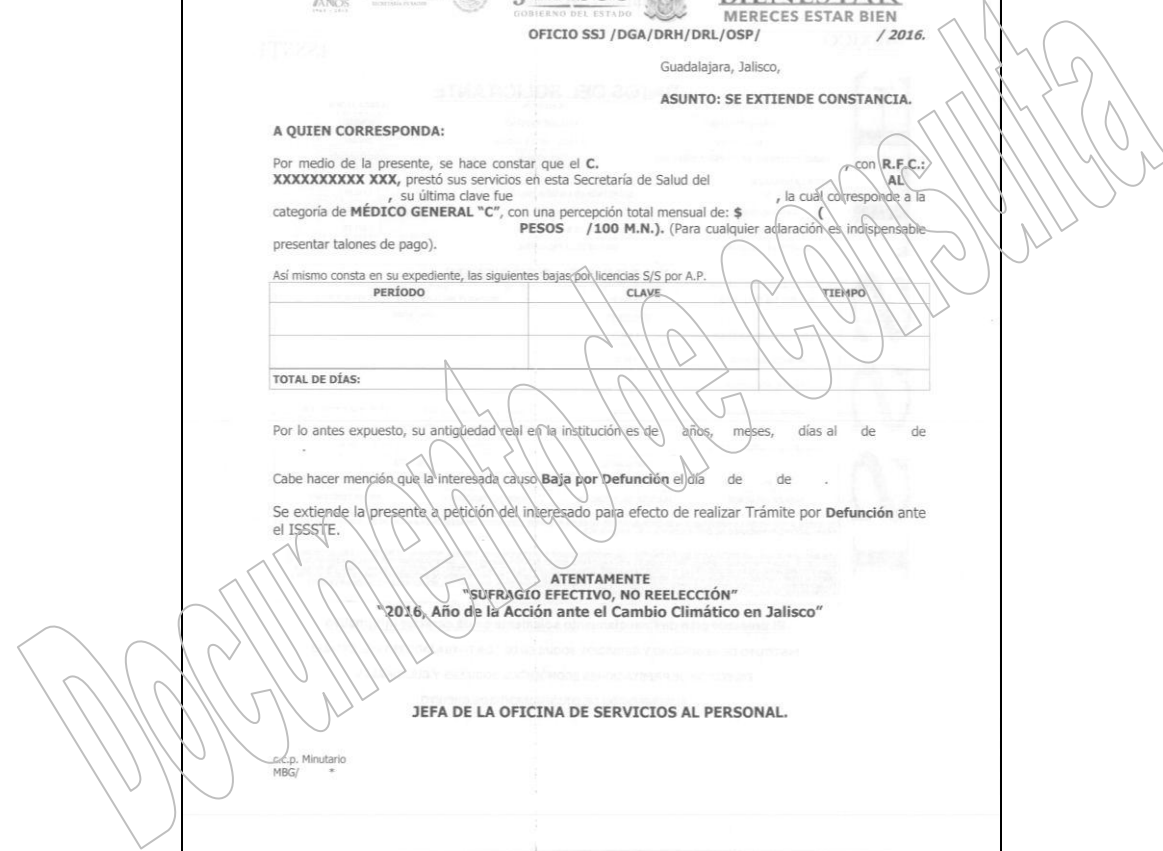 AÑOS
GOBIERNO DEL ESTADO
BIENESTAR
MERECES ESTAR BIEN
OFICIO SSJ /DGA/DRH/DRL/OSP/ / 2016.
Guadalajara, Jalisco,
ASUNTO: SE EXTIENDE CONSTANCIA.
A QUIEN CORRESPONDA:
Por medio de la presente, se hace constar que el C. , con R.F.C.:
XXXXXXXXXX XXX, prestó sus servicios en esta Secretaría de Salud del AL
, su última clave fue , la cual corresponde a la
categoría de MÉDICO GENERAL "C", con una percepción total mensual de: $ (
PESOS /100 M.N.). (Para cualquier aclaración es indispensable
presentar talones de pago).
Así mismo consta en su expediente, las siguientes bajas por licencias S/S por A.P.
PERÍODO CLAVE TIEMPO
TOTAL DE DÍAS:
Por lo antes expuesto, su antigüedad real en la institución es de años, meses, días al de de
.
Cabe hacer mención que la interesada causo Baja por Defunción el día de de .
Se extiende la presente a petición del interesado para efecto de realizar Trámite por Defunción ante
el ISSSTE.
ATENTAMENTE
"SUFRAGIO EFECTIVO, NO REELECCIÓN"
"2016, Año de la Acción ante el Cambio Climático en Jalisco"
JEFA DE LA OFICINA DE SERVICIOS AL PERSONAL.
c.c.p. Minutario
MBG/ *
Documento de consulta